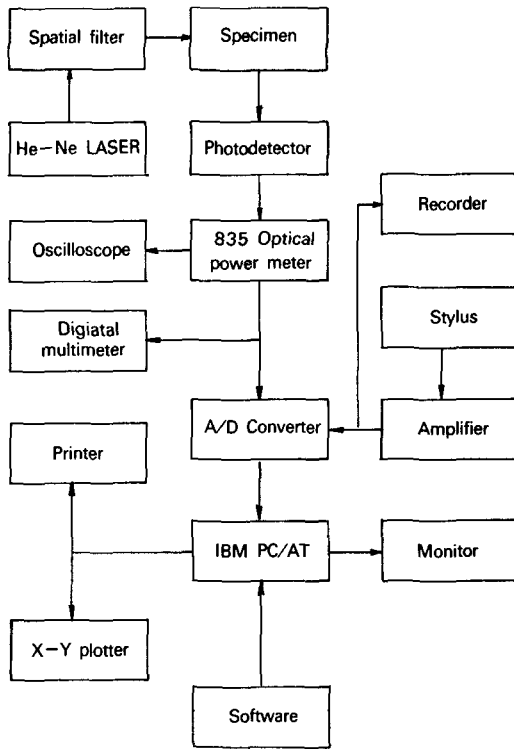 Spatial filter
Specimen
He-Ne LASER
Photodetector
Recorder
Oscilloscope
835 Optical
power meter
Stylus
Digiatal
multimeter
A/D Converter
Amplifier
Printer
IBM PC/AT
Monitor
X-Y plotter
Software